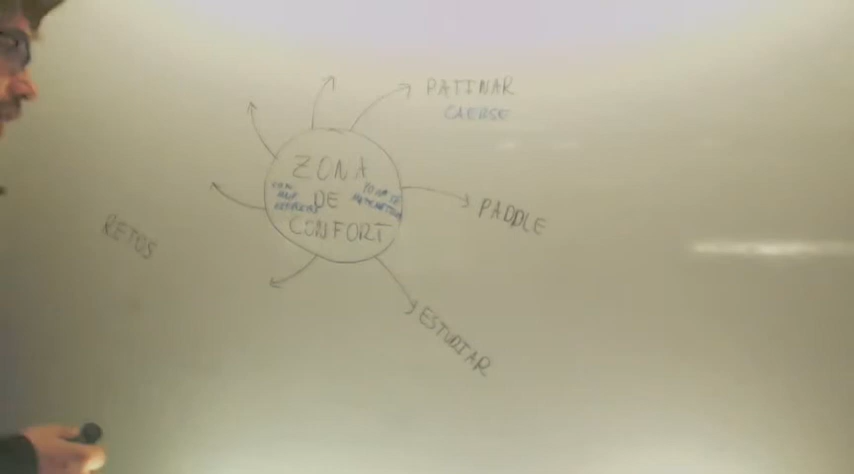 PATINAR
CAERSE
ZONA
DE
CONFORT
PADDLE
RETOS
ESTUDIAR